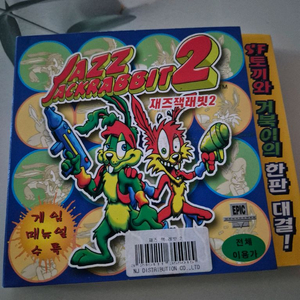 JAZZ
JACKRABBIT 2
재즈잭래빗2
SF 토끼와 거북이의 한판 대결!
게임
매뉴얼
수록
EPIC
전체
이용가
NJ DISTRIBUTION CO.,LTD